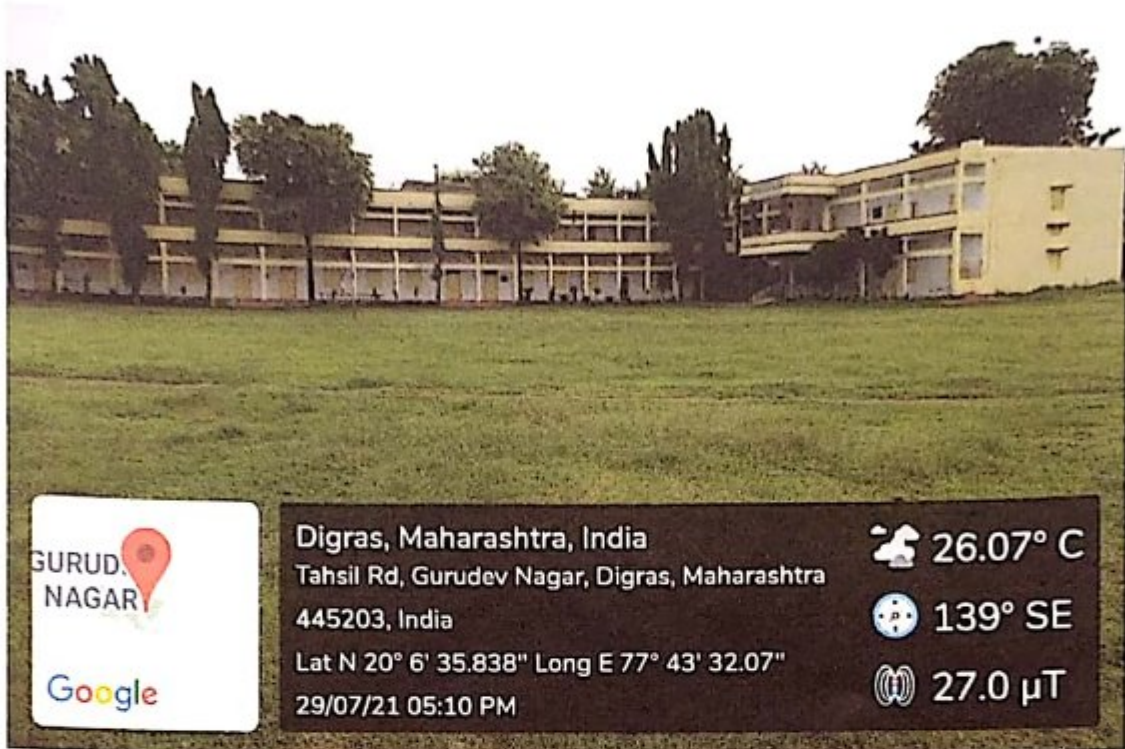 GURUD.
NAGAR
Google
Digras, Maharashtra, India
Tahsil Rd, Gurudev Nagar, Digras, Maharashtra
445203, India
Lat N 20° 6' 35.838" Long E 77° 43' 32.07"
29/07/21 05:10 PM
26.07° C
139° SE
27.0 µT